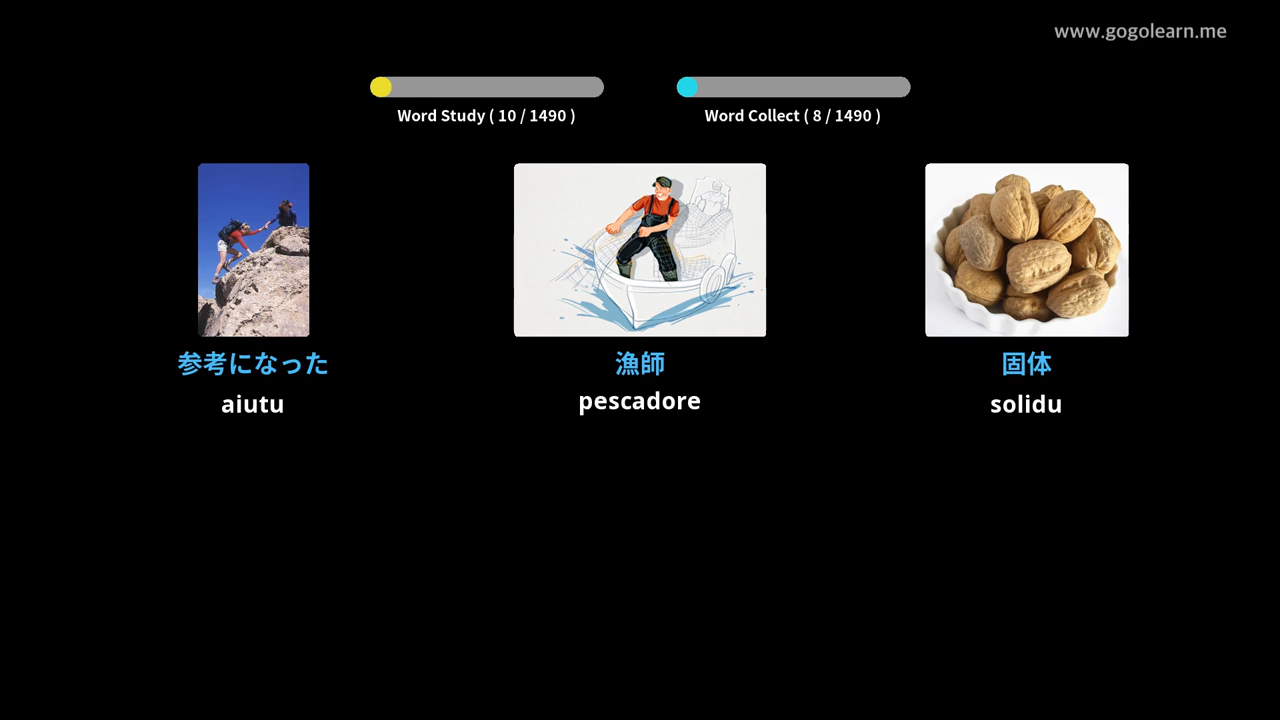 www.gogolearn.me
Word Study ( 10 / 1490 )
Word Collect ( 8 / 1490 )
参考になった
aiutu
漁師
pescadore
固体
solidu